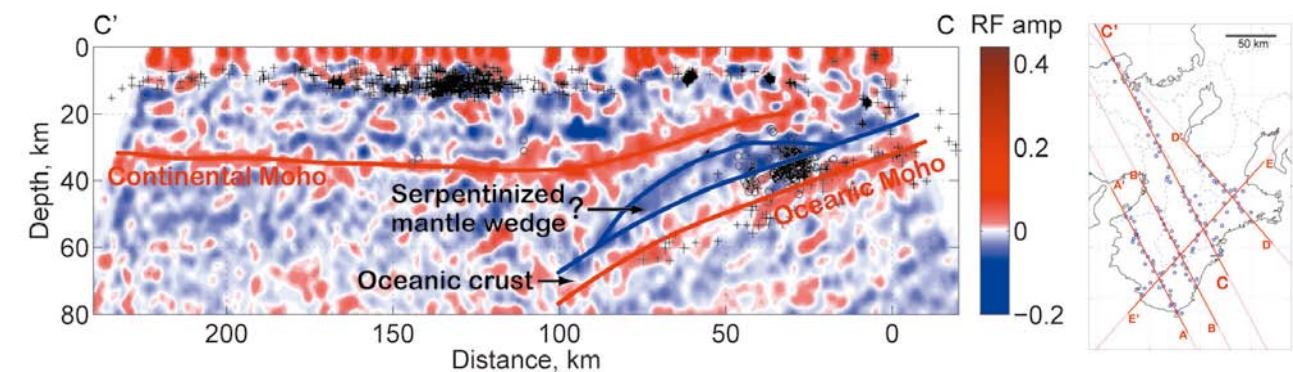 C'
C
RF amp
0
20
40
60
80
Depth, km
200
150
100
50
0
Distance, km
Continental Moho
Serpentinized
mantle wedge
?
Oceanic crust
Oceanic Moho
0.4
0.2
0
−0.2
C'
50 km
D'
E
A'
B'
D
C
E'
A
B